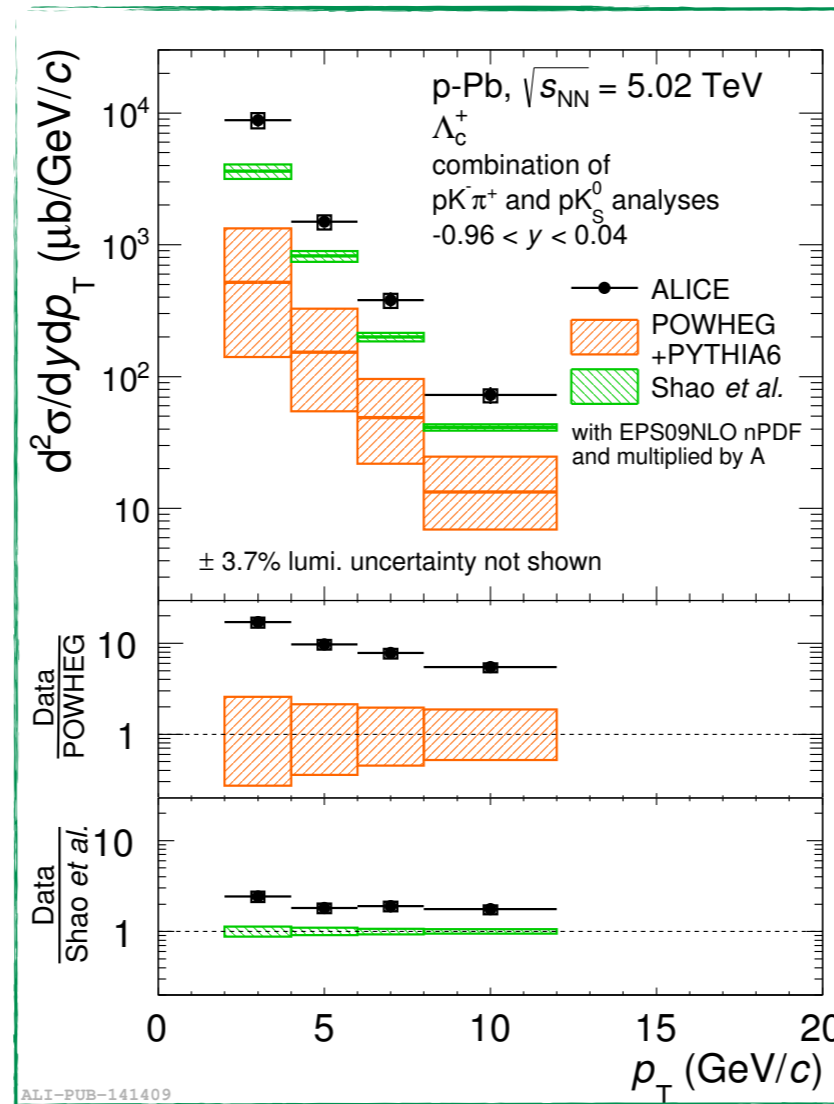 p-Pb, √s_NN = 5.02 TeV
Λ_c^+
combination of
pK^-π^+ and pK^0_S analyses
-0.96 < y < 0.04
ALICE
POWHEG
+PYTHIA6
Shao et al.
with EPS09NLO nPDF
and multiplied by A
± 3.7% lumi. uncertainty not shown
d²σ/dydp_T (μb/GeV/c)
10^4
10^3
10^2
10
Data
POWHEG
10
1
Data
Shao et al.
10
1
0 5 10 15 20
p_T (GeV/c)
ALI-PUB-141409